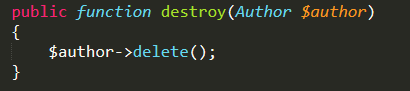 public function destroy(Author $author)
{
    $author->delete();
}